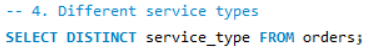 -- 4. Different service types
SELECT DISTINCT service_type FROM orders;